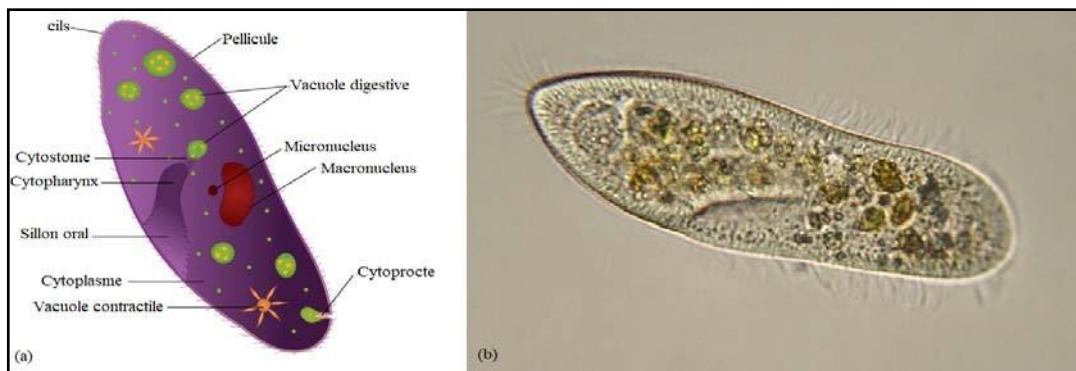 cils
Pellicule
Vacuole digestive
Cytostome
Micronucleus
Cytopharynx
Macronucleus
Sillon oral
Cytoplasme
Cytoprocte
Vacuole contractile
(a)
(b)